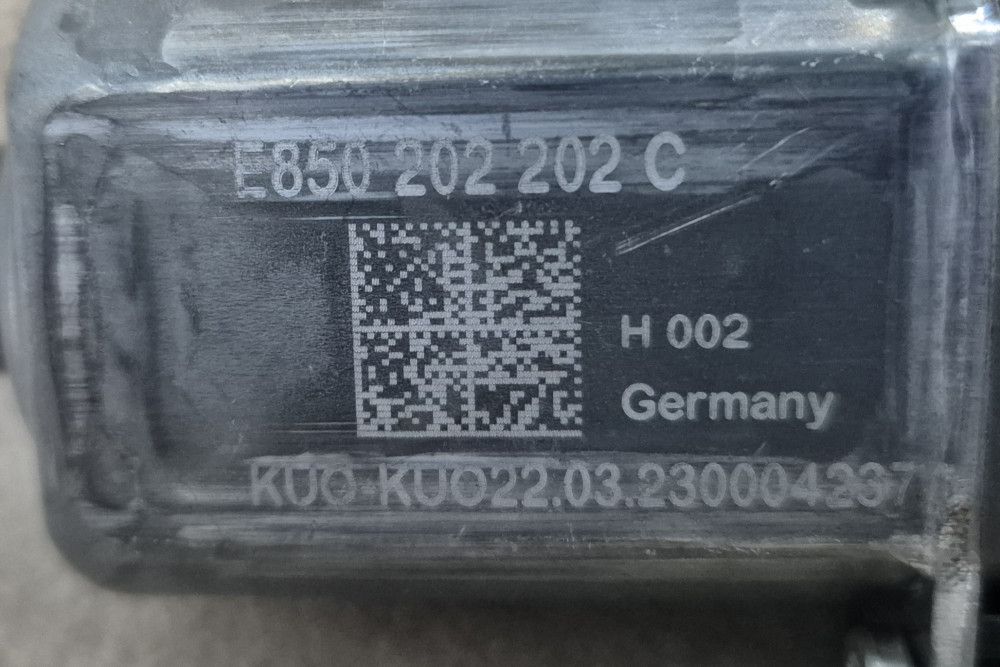 E850 202 202 C
H 002
Germany
KUO-KUO22.03.230004237